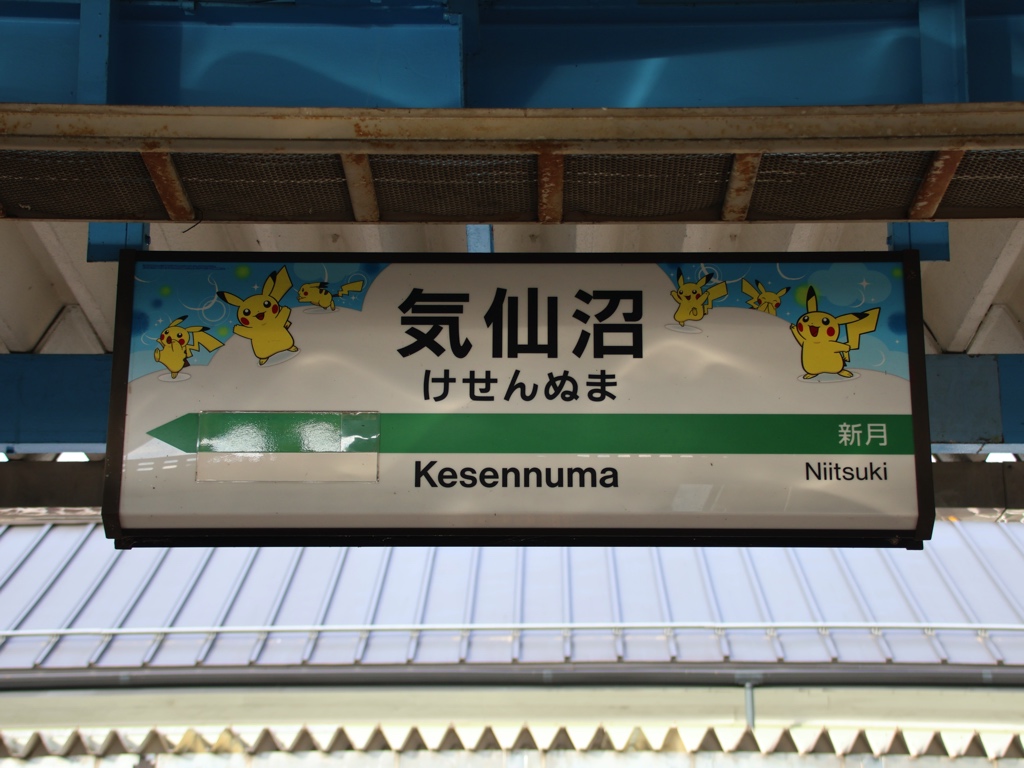 気仙沼
けせんぬま
新月
Kesennuma
Niitsuki